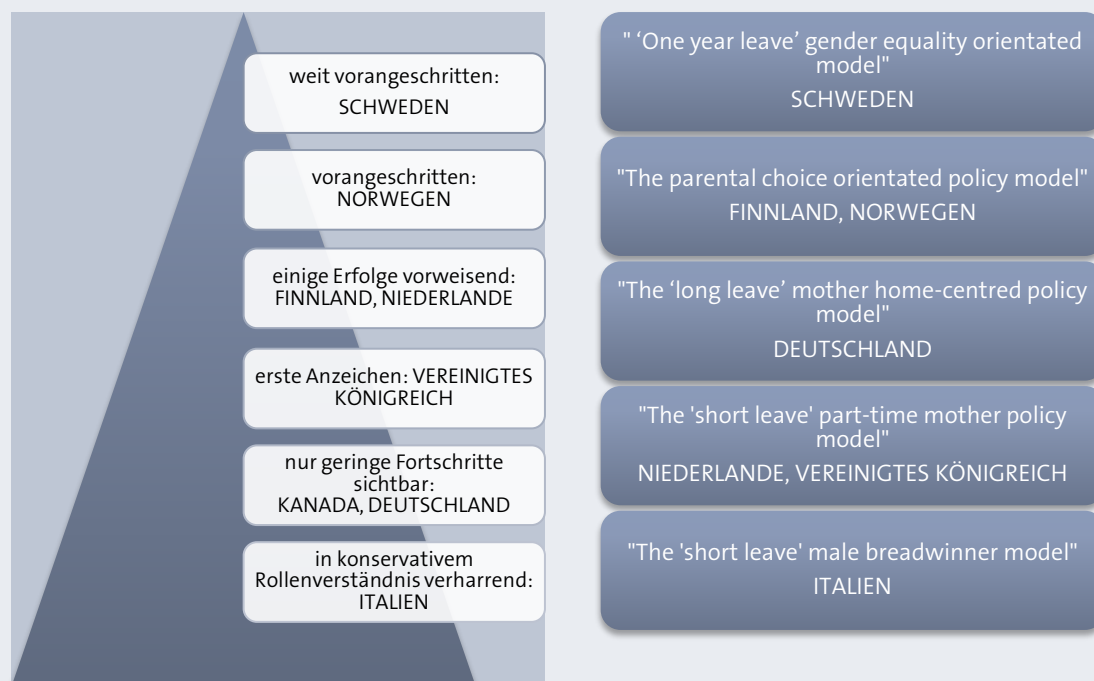 weit vorangeschritten:
SCHWEDEN
vorangeschritten:
NORWEGEN
einige Erfolge vorweisend:
FINNLAND, NIEDERLANDE
erste Anzeichen: VEREINIGTES
KÖNIGREICH
nur geringe Fortschritte
sichtbar:
KANADA, DEUTSCHLAND
in konservativem
Rollenverständnis verharrend:
ITALIEN
" ‘One year leave’ gender equality orientated
model"
SCHWEDEN
"The parental choice orientated policy model"
FINNLAND, NORWEGEN
"The ‘long leave’ mother home-centred policy
model"
DEUTSCHLAND
"The 'short leave' part-time mother policy
model"
NIEDERLANDE, VEREINIGTES KÖNIGREICH
"The 'short leave' male breadwinner model"
ITALIEN